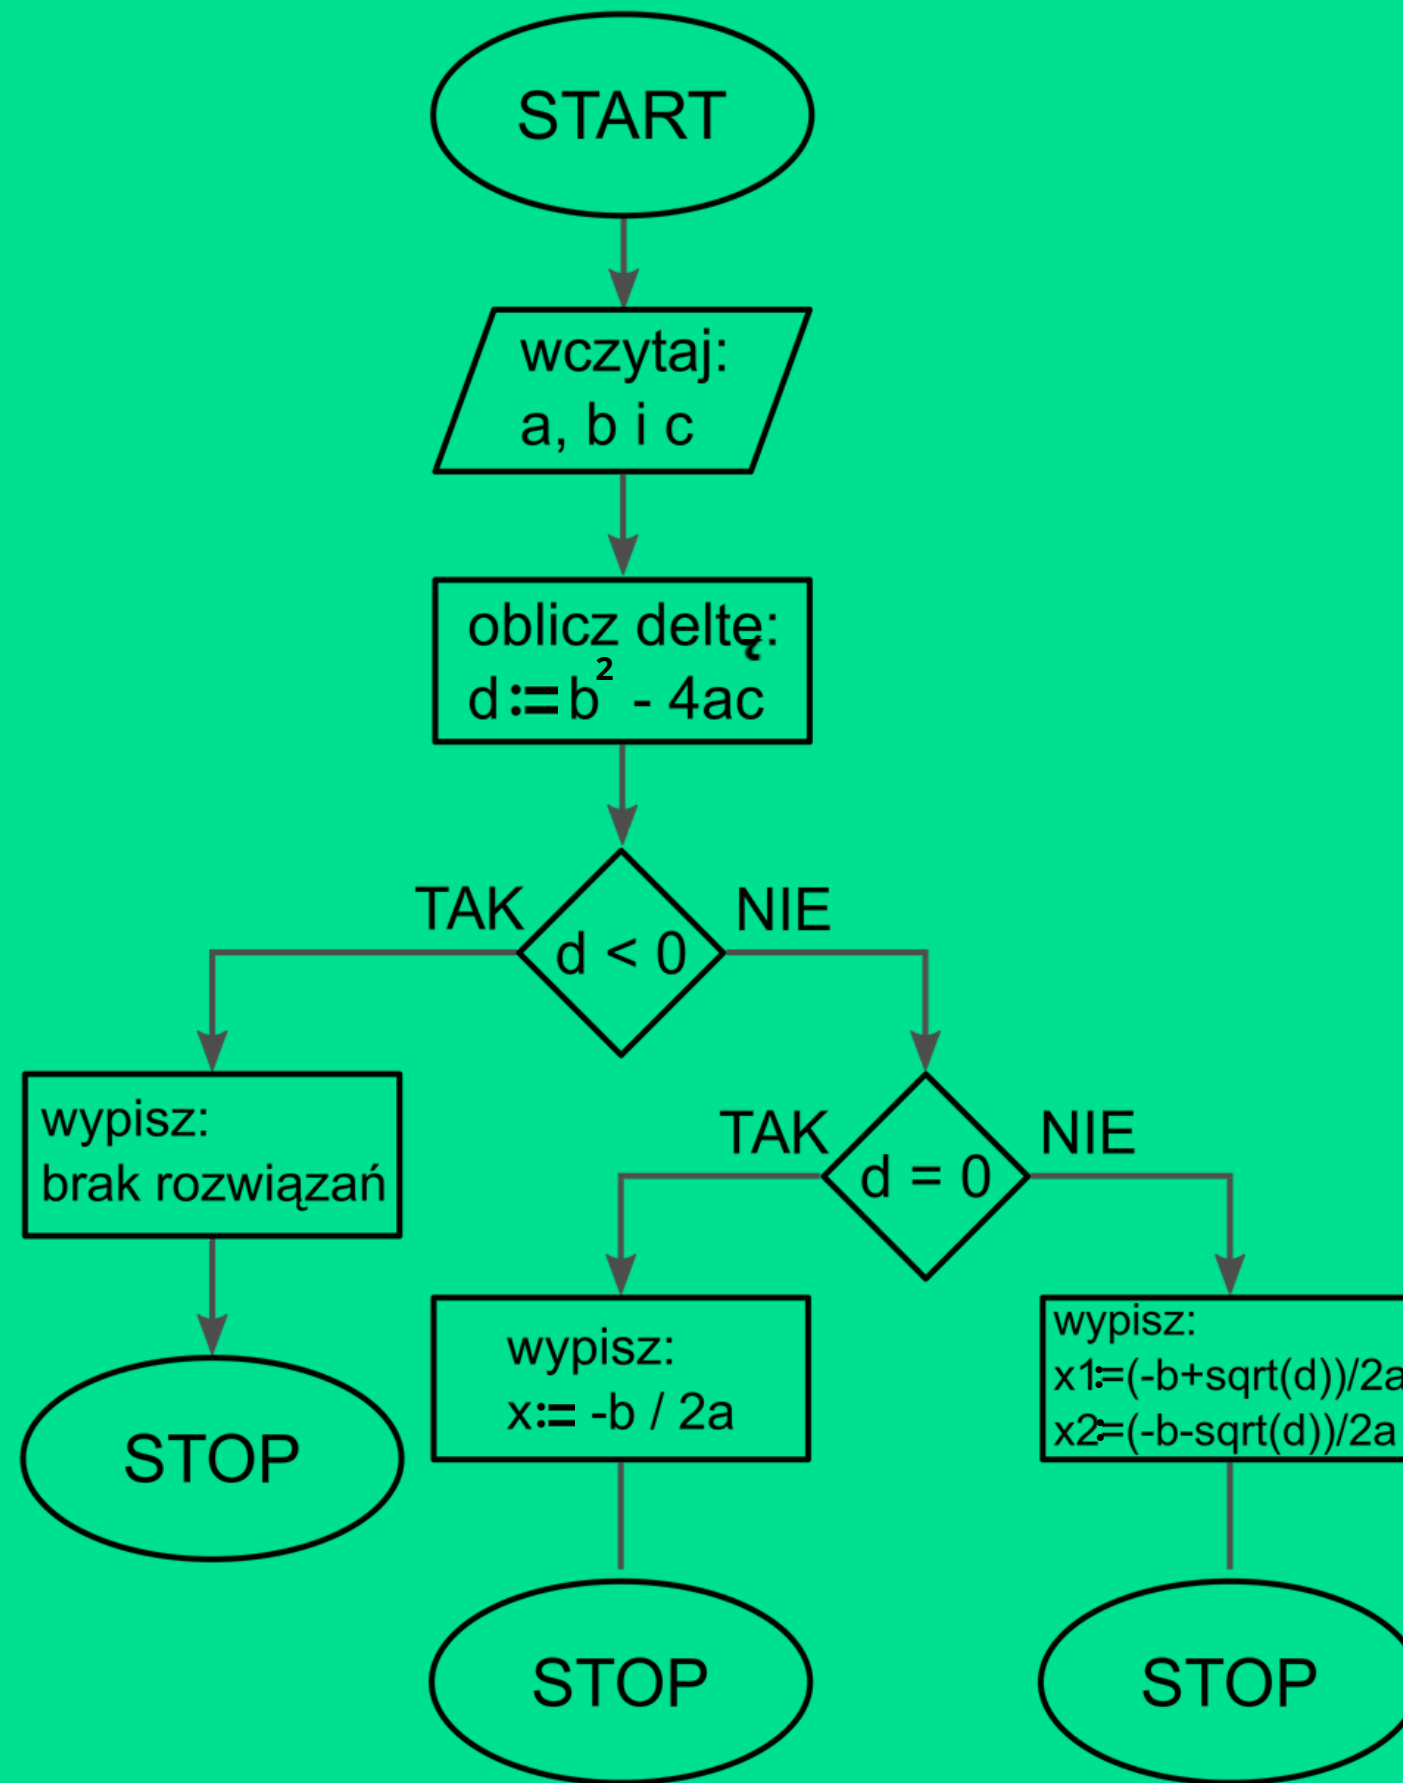 START
wczytaj:
a, b i c
oblicz deltę:
d := b² - 4ac
TAK
NIE
d < 0
wypisz:
brak rozwiązań
STOP
TAK
NIE
d = 0
wypisz:
x:= -b / 2a
STOP
wypisz:
x1:=(-b+sqrt(d))/2a
x2:=(-b-sqrt(d))/2a
STOP